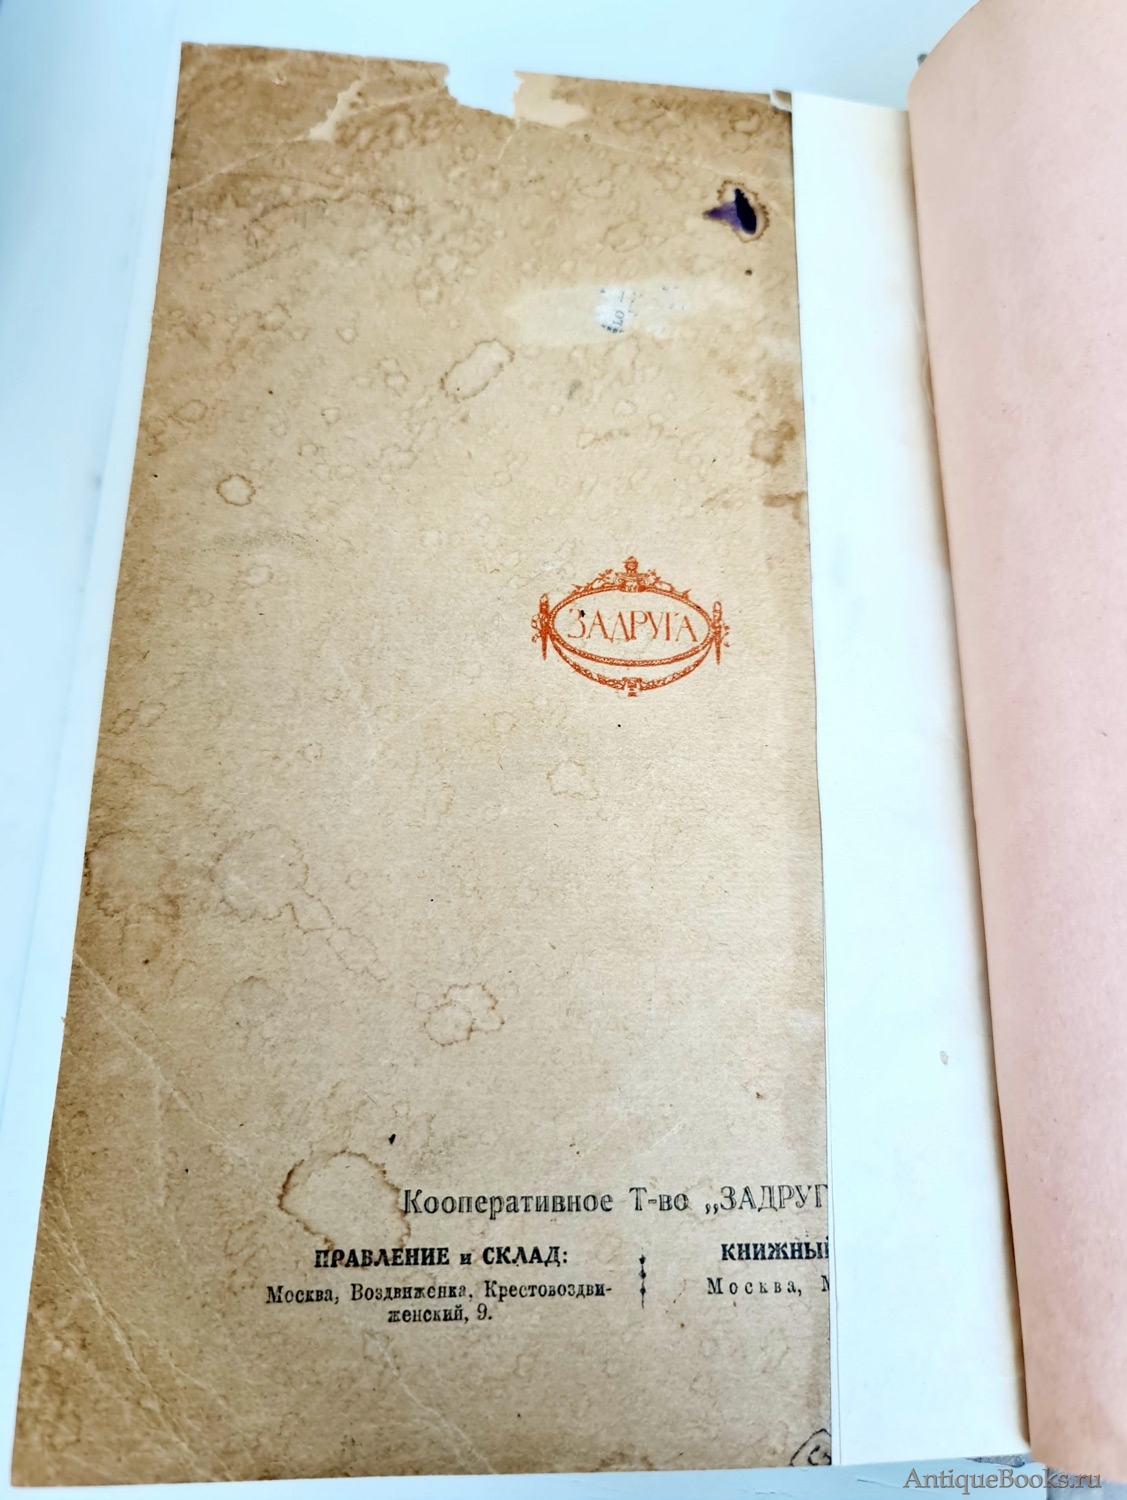 ЗАДРУГА
Кооперативное Т-во „ЗАДРУГ
ПРАВЛЕНИЕ и СКЛАД:
Москва, Воздвиженка, Крестовоздви-
женский, 9.
КНИЖНЫЙ
Москва,
AntiqueBooks.ru